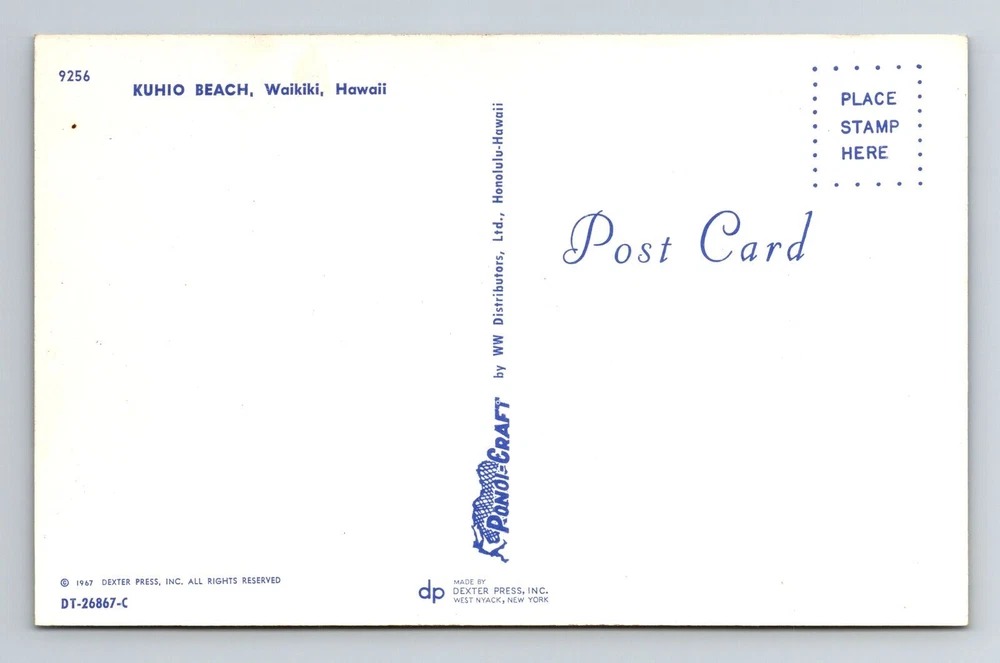 9256
KUHIO BEACH, Waikiki, Hawaii
PLACE
STAMP
HERE
Post Card
PONOI-CRAFT by WW Distributors, Ltd., Honolulu-Hawaii
© 1967 DEXTER PRESS, INC. ALL RIGHTS RESERVED
DT-26867-C
dp
MADE BY
DEXTER PRESS, INC.
WEST NYACK, NEW YORK